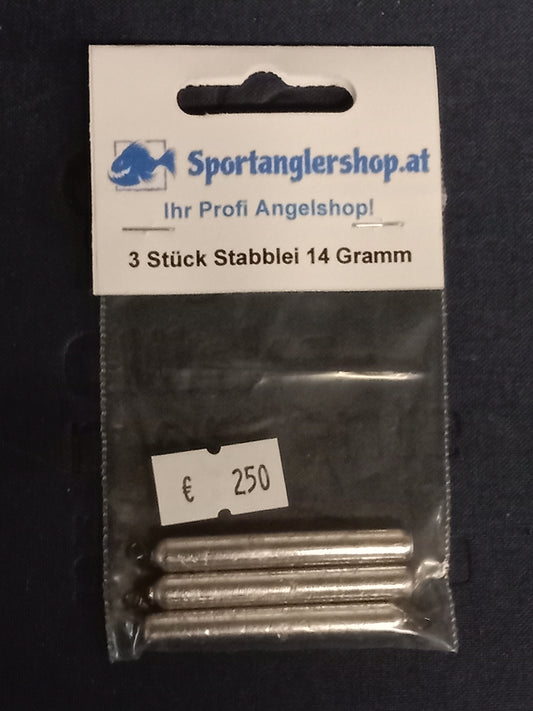 Sportanglershop.at
Ihr Profi Angelshop!
3 Stück Stabblei 14 Gramm
€ 250